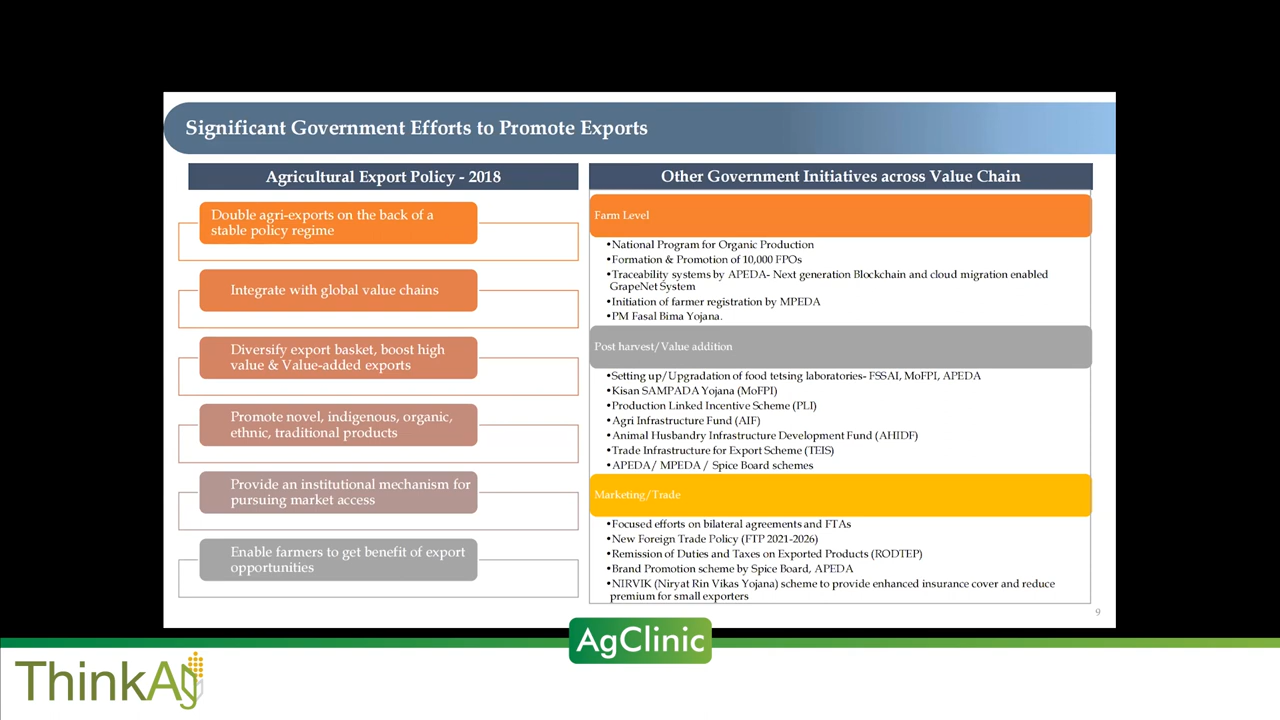 Significant Government Efforts to Promote Exports
Agricultural Export Policy - 2018
Double agri-exports on the back of a
stable policy regime
Integrate with global value chains
Diversify export basket, boost high
value & Value-added exports
Promote novel, indigenous, organic,
ethnic, traditional products
Provide an institutional mechanism for
pursuing market access
Enable farmers to get benefit of export
opportunities
Other Government Initiatives across Value Chain
Farm Level
•National Program for Organic Production
•Formation & Promotion of 10,000 FPOs
•Traceability systems by APEDA- Next generation Blockchain and cloud migration enabled
GrapeNet System
•Initiation of farmer registration by MPEDA
•PM Fasal Bima Yojana.
Post harvest/Value addition
•Setting up/Upgradation of food tetsing laboratories- FSSAI, MoFPI, APEDA
•Kisan SAMPADA Yojana (MoFPI)
•Production Linked Incentive Scheme (PLI)
•Agri Infrastructure Fund (AIF)
•Animal Husbandry Infrastructure Development Fund (AHIDF)
•Trade Infrastructure for Export Scheme (TEIS)
•APEDA/ MPEDA / Spice Board schemes
Marketing/Trade
•Focused efforts on bilateral agreements and FTAs
•New Foreign Trade Policy (FTP 2021-2026)
•Remission of Duties and Taxes on Exported Products (RODTEP)
•Brand Promotion scheme by Spice Board, APEDA
•NIRVIK (Niryat Rin Vikas Yojana) scheme to provide enhanced insurance cover and reduce
premium for small exporters
9
AgClinic
ThinkAg